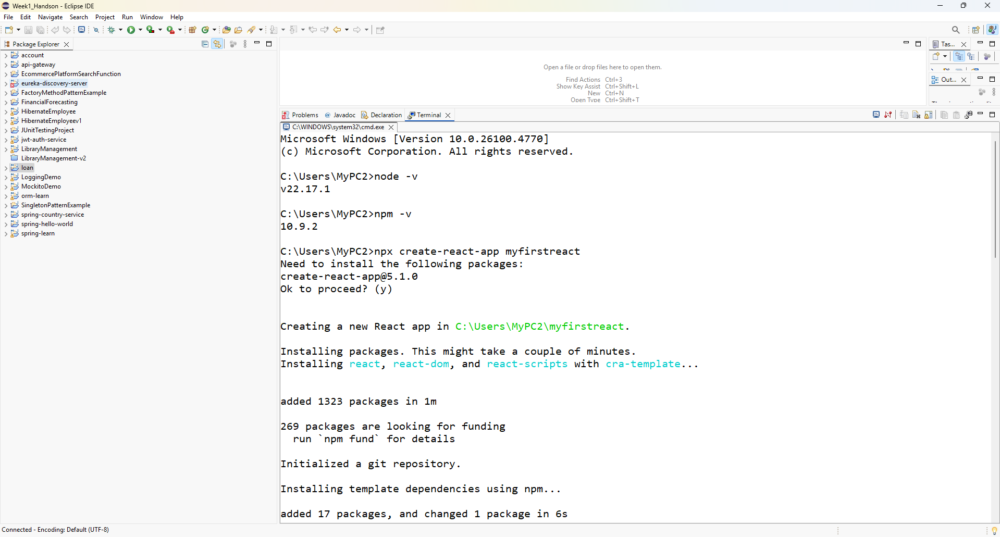 Week1_Handson - Eclipse IDE
File Edit Navigate Search Project Run Window Help
Package Explorer
account
api-gateway
EcommercePlatformSearchFunction
eureka-discovery-server
FactoryMethodPatternExample
FinancialForecasting
HibernateEmployee
HibernateEmployeev1
JUnitTestingProject
jwt-auth-service
LibraryManagement
LibraryManagement-v2
loan
LoggingDemo
MockitoDemo
orm-learn
SingletonPatternExample
spring-country-service
spring-hello-world
spring-learn
Open a file or drop files here to open them.
Find Actions Ctrl+3
Show Key Assist Ctrl+Shift+L
New Ctrl+N
Open Type Ctrl+Shift+T
Tas...
Out...
Problems Javadoc Declaration Terminal
C:\WINDOWS\system32\cmd.exe
Microsoft Windows [Version 10.0.26100.4770]
(c) Microsoft Corporation. All rights reserved.
C:\Users\MyPC2>node -v
v22.17.1
C:\Users\MyPC2>npm -v
10.9.2
C:\Users\MyPC2>npx create-react-app myfirstreact
Need to install the following packages:
create-react-app@5.1.0
Ok to proceed? (y)
Creating a new React app in C:\Users\MyPC2\myfirstreact.
Installing packages. This might take a couple of minutes.
Installing react, react-dom, and react-scripts with cra-template...
added 1323 packages in 1m
269 packages are looking for funding
run `npm fund` for details
Initialized a git repository.
Installing template dependencies using npm...
added 17 packages, and changed 1 package in 6s
Connected - Encoding: Default (UTF-8)